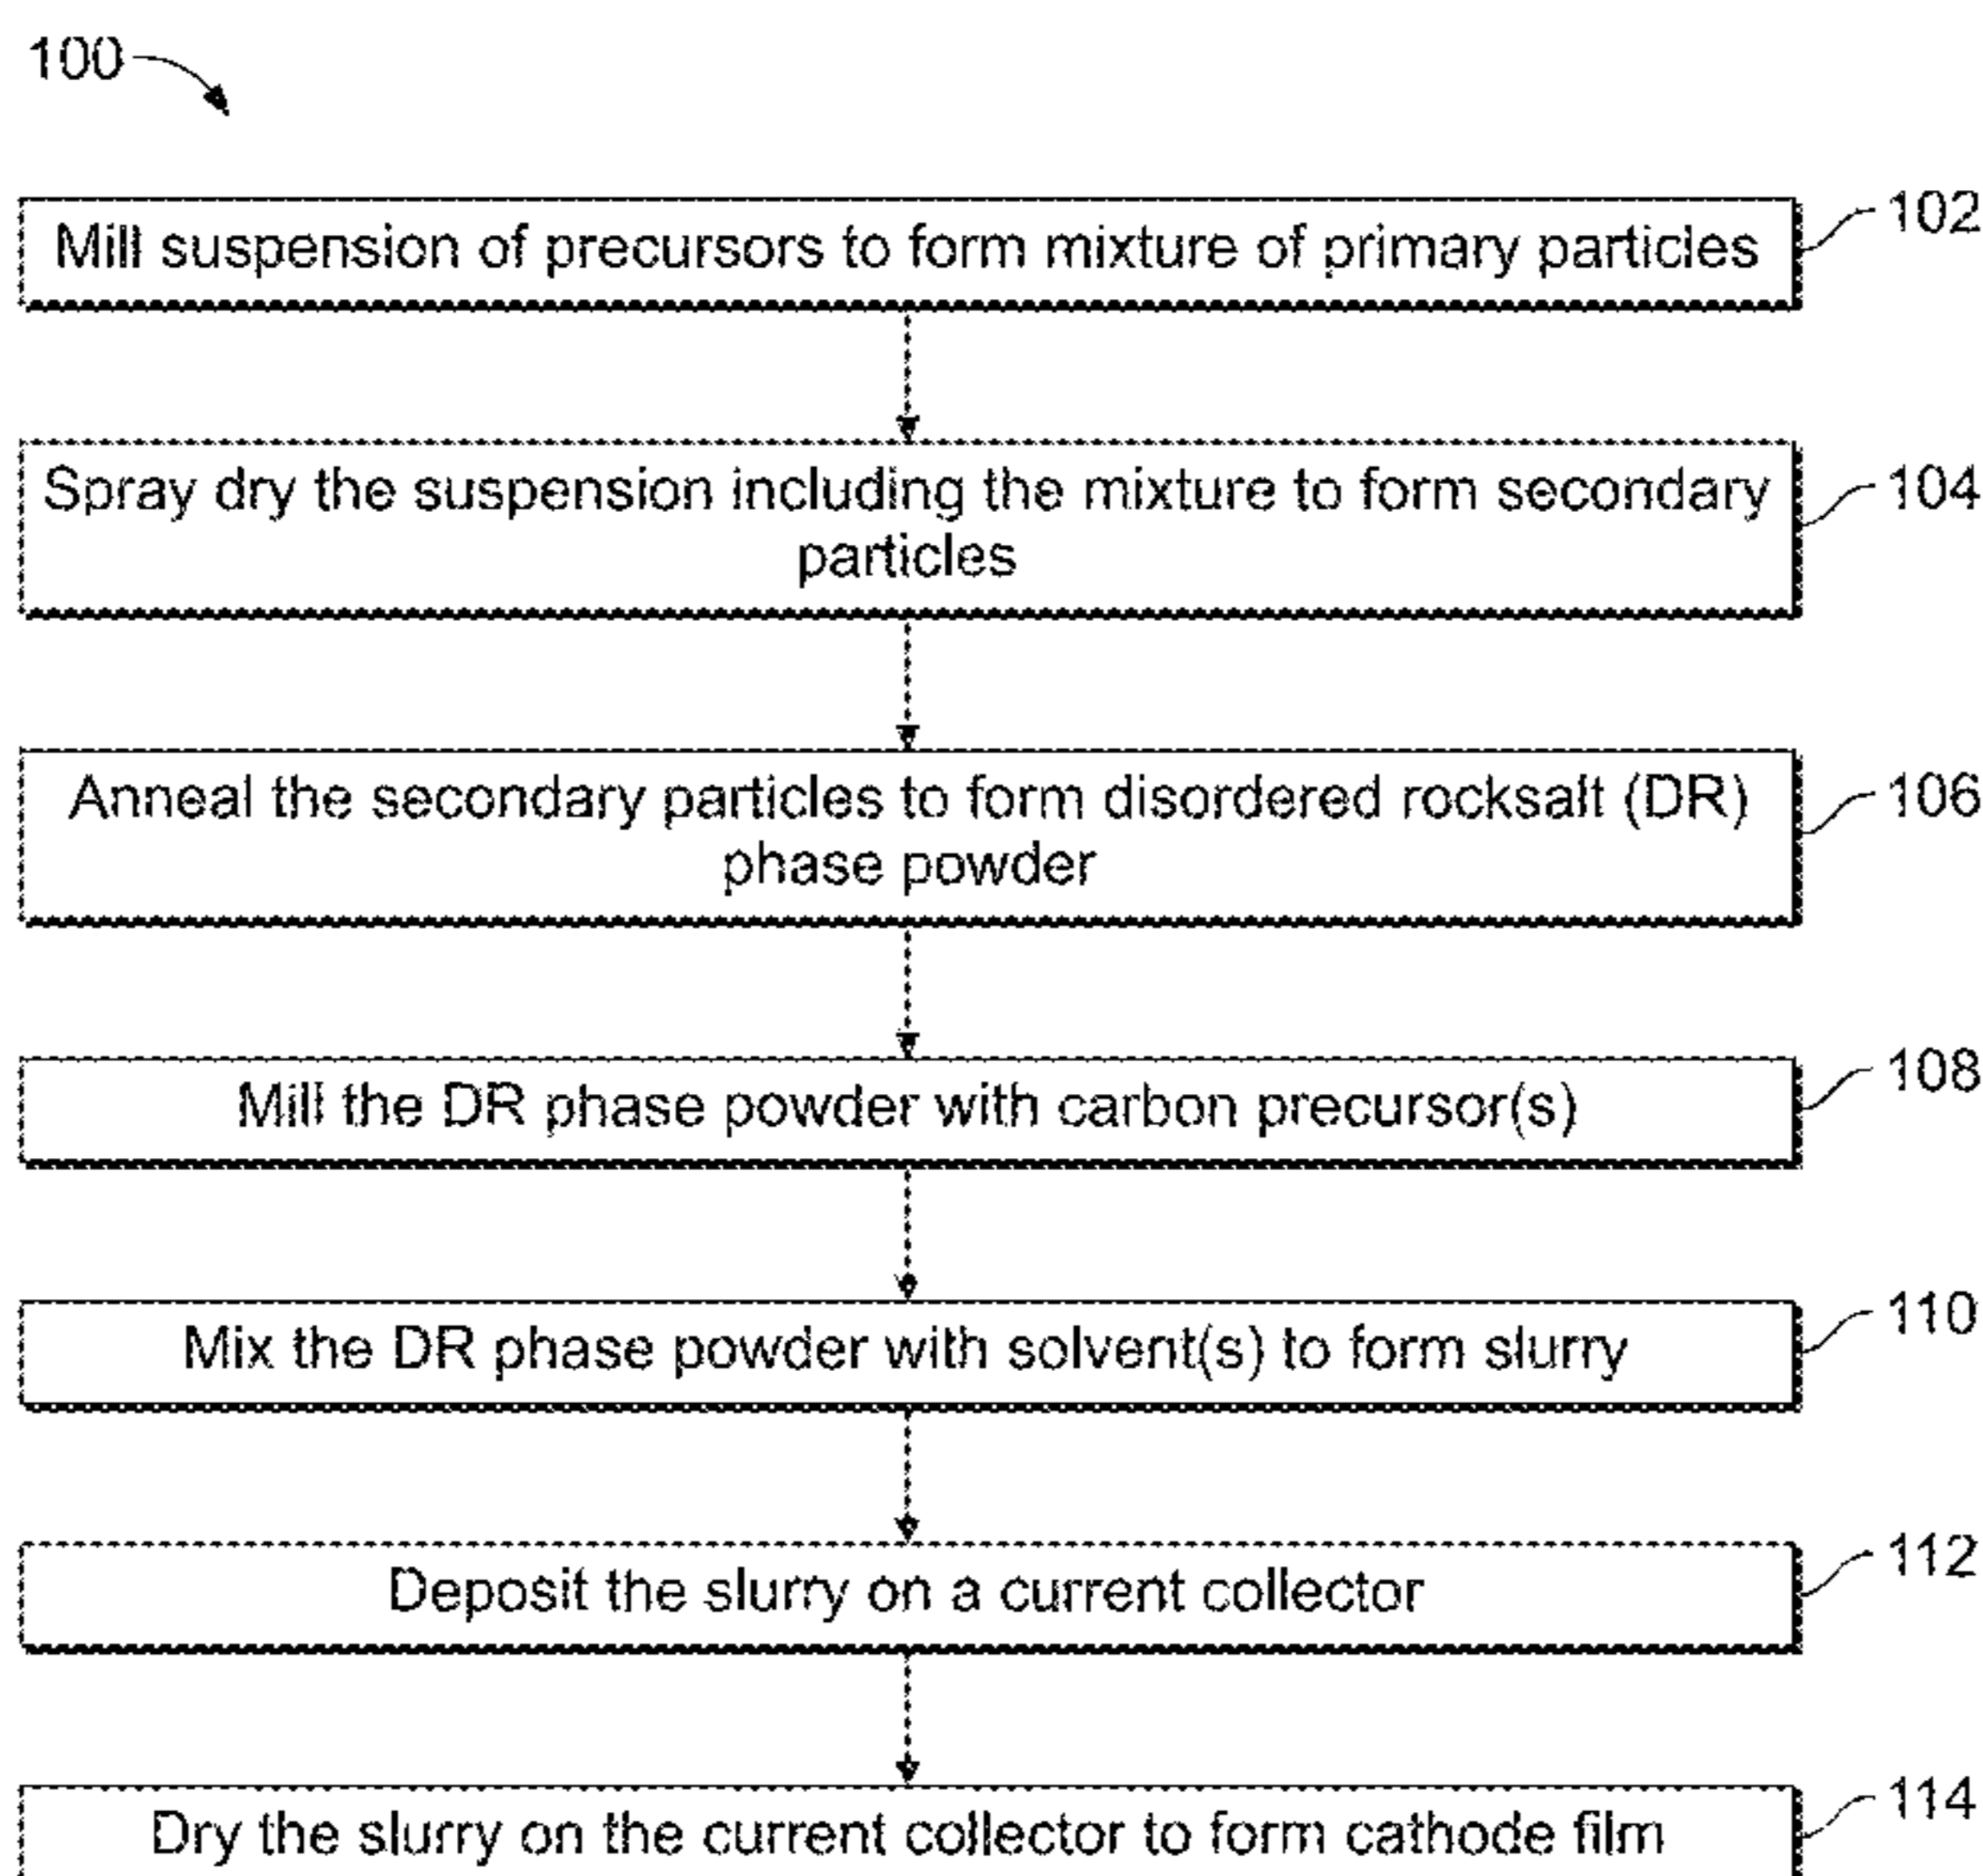 100
Mill suspension of precursors to form mixture of primary particles
102
Spray dry the suspension including the mixture to form secondary
particles
104
Anneal the secondary particles to form disordered rocksalt (DR)
phase powder
106
Mill the DR phase powder with carbon precursor(s)
108
Mix the DR phase powder with solvent(s) to form slurry
110
Deposit the slurry on a current collector
112
Dry the slurry on the current collector to form cathode film
114